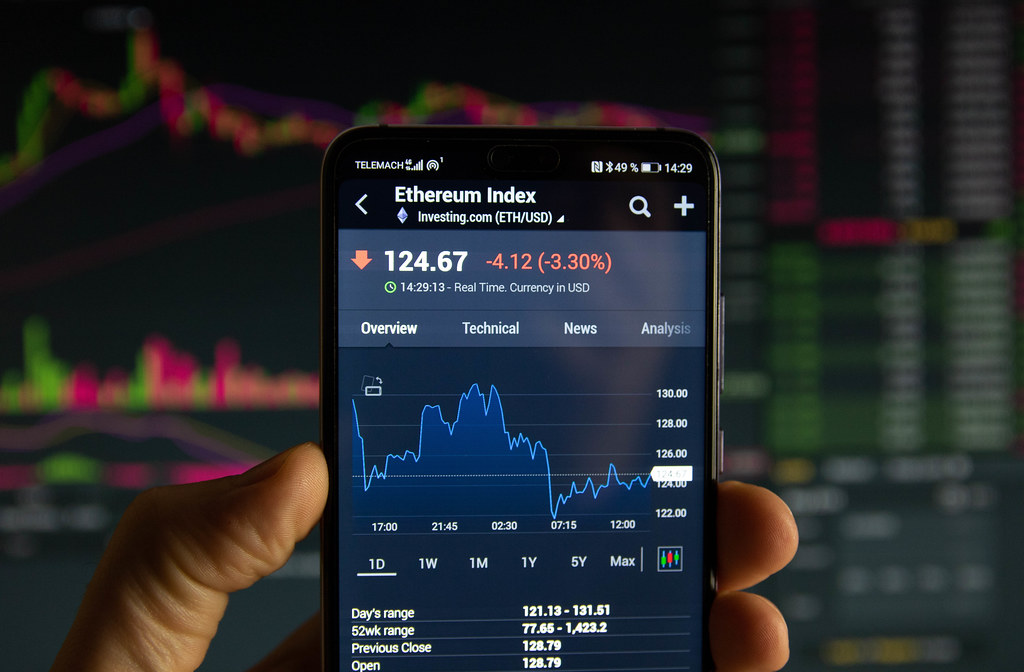 TELEMACH 49 % 14:29
Ethereum Index
Investing.com (ETH/USD)
124.67 -4.12 (-3.30%)
14:29:13 - Real Time. Currency in USD
Overview Technical News Analysis
130.00
128.00
126.00
124.67
124.00
122.00
17:00 21:45 02:30 07:15 12:00
1D 1W 1M 1Y 5Y Max
Day's range 121.13 - 131.51
52wk range 77.65 - 1,423.2
Previous Close 128.79
Open 128.79